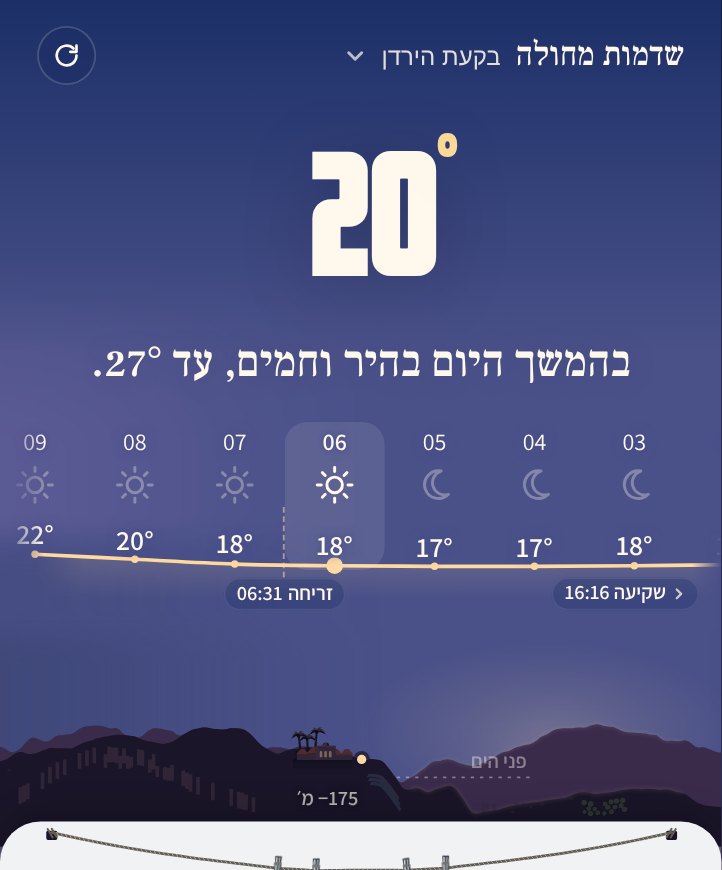 שדמות מחולה בקעת הירדן
20°
בהמשך היום בהיר וחמים, עד 27°.
03 04 05 06 07 08 09
18° 17° 17° 18° 18° 20° 22°
שקיעה 16:16 זריחה 06:31
פני הים
−175 מ׳